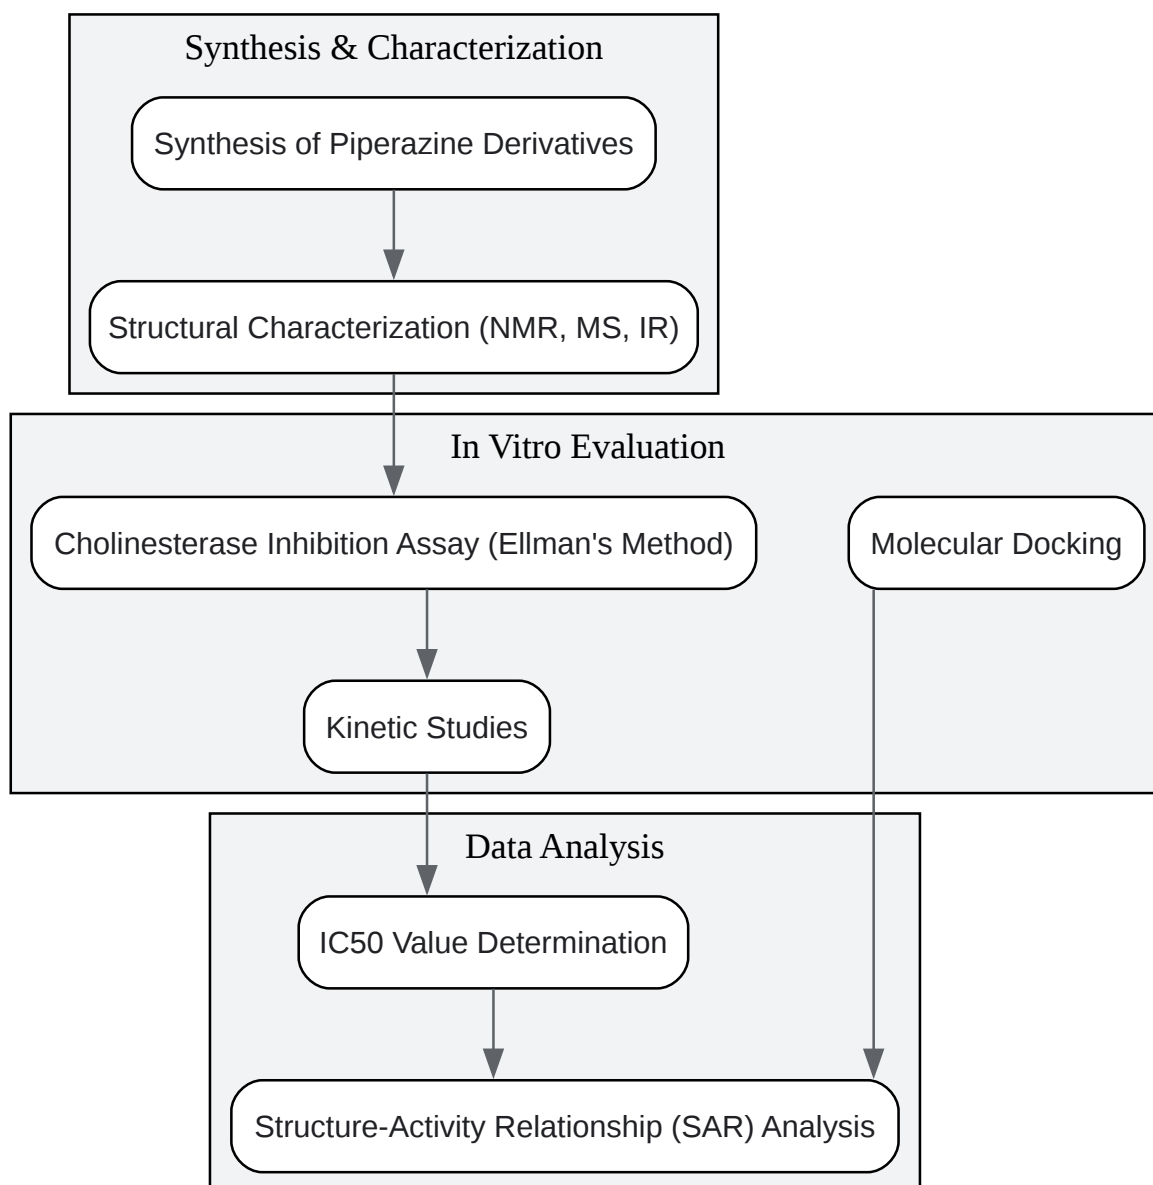 Synthesis & Characterization
Synthesis of Piperazine Derivatives
Structural Characterization (NMR, MS, IR)
In Vitro Evaluation
Cholinesterase Inhibition Assay (Ellman's Method)
Molecular Docking
Kinetic Studies
Data Analysis
IC50 Value Determination
Structure-Activity Relationship (SAR) Analysis